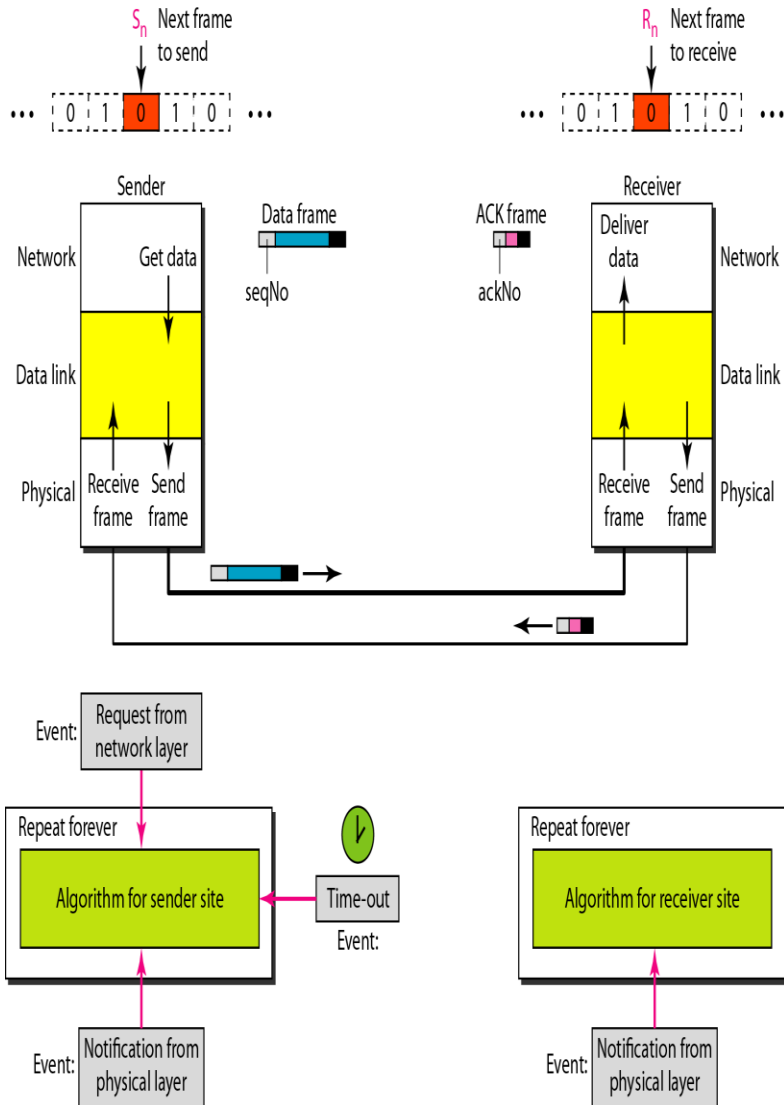 Sn Next frame
to send
Rn Next frame
to receive
... 0 1 0 1 0 ...
... 0 1 0 1 0 ...
Sender
Receiver
Data frame
ACK frame
Deliver
data
Network
Get data
Network
seqNo
ackNo
Data link
Data link
Physical
Receive
frame
Send
frame
Receive
frame
Send
frame
Physical
Event:
Request from
network layer
Repeat forever
Algorithm for sender site
Time-out
Event:
Repeat forever
Algorithm for receiver site
Event:
Notification from
physical layer
Event:
Notification from
physical layer